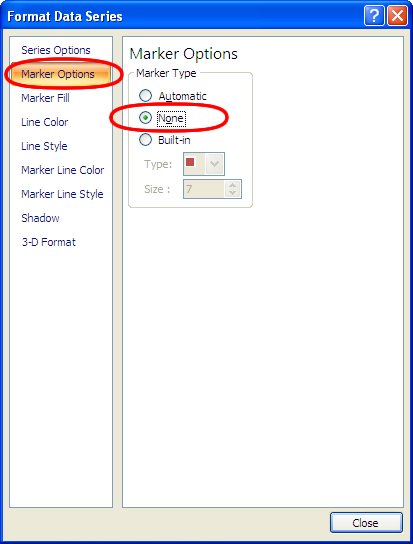 Format Data Series
Series Options
Marker Options
Marker Fill
Line Color
Line Style
Marker Line Color
Marker Line Style
Shadow
3-D Format
Marker Options
Marker Type
Automatic
None
Built-in
Type:
Size :
7
Close